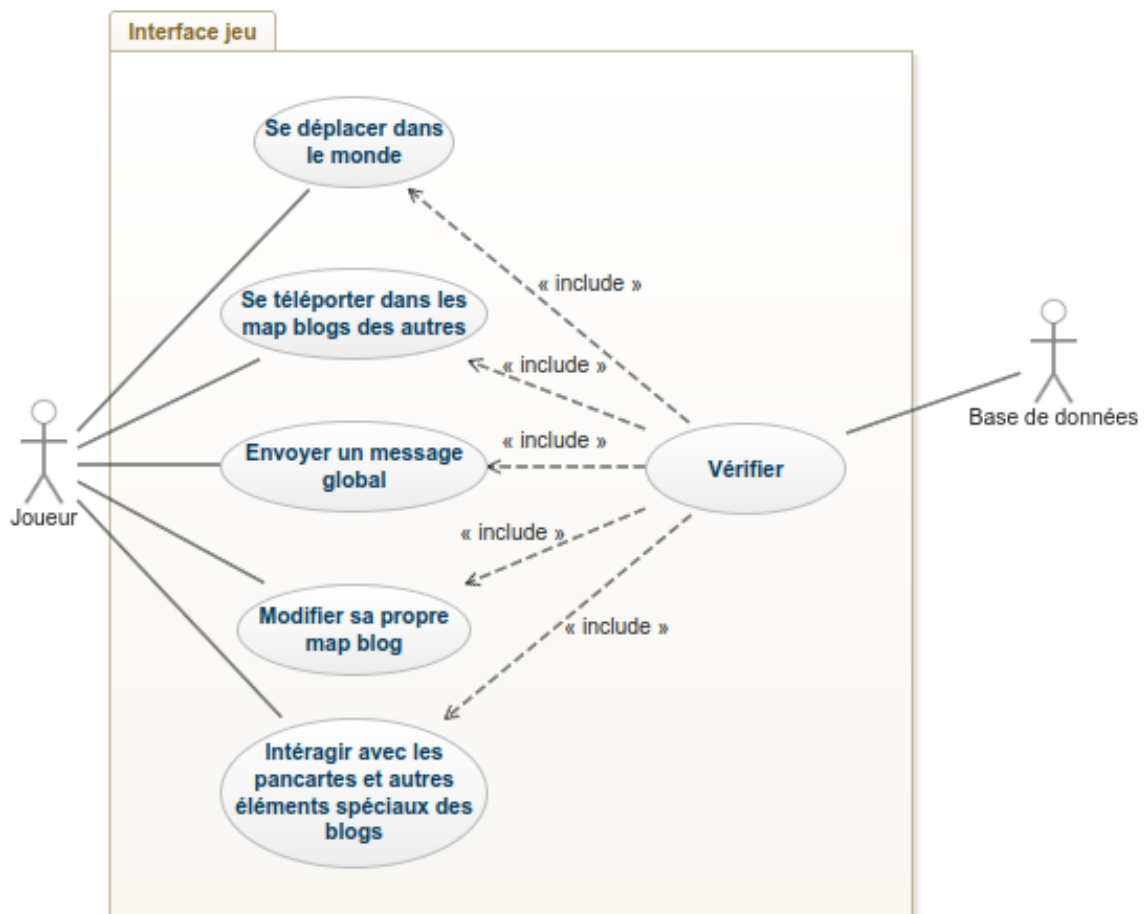 Interface jeu
Se déplacer dans
le monde
« include »
Se téléporter dans les
map blogs des autres
« include »
Base de données
« include »
Envoyer un message
global
Vérifier
Joueur
« include »
Modifier sa propre
map blog
« include »
Intéragir avec les
pancartes et autres
éléments spéciaux des
blogs